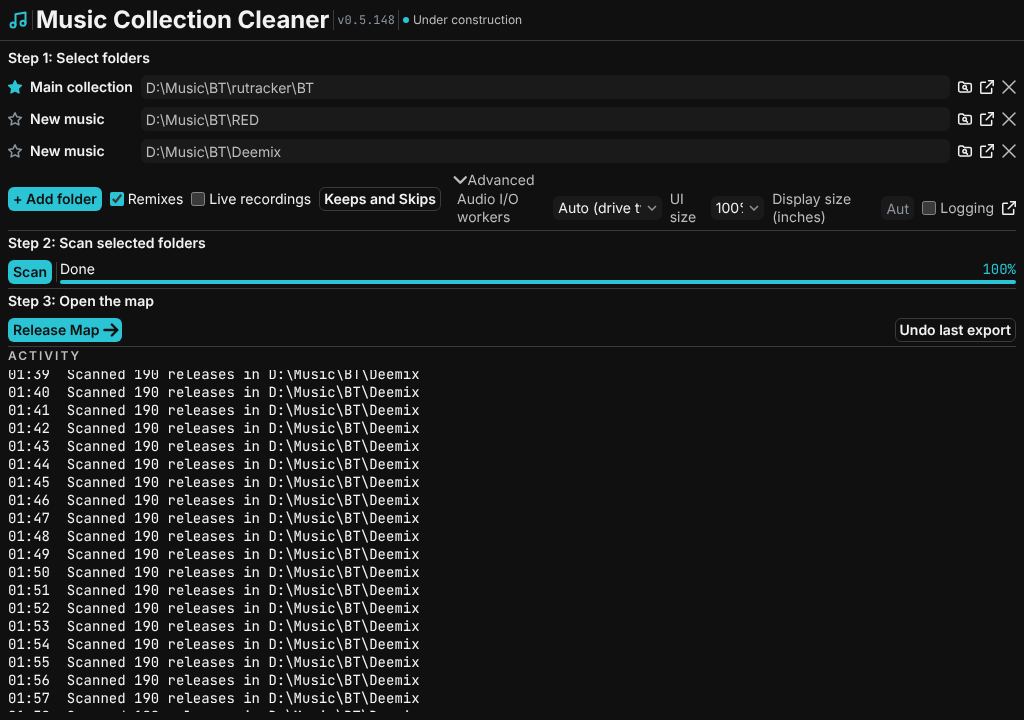 Music Collection Cleaner v0.5.148 Under construction
Step 1: Select folders
Main collection D:\Music\BT\rutracker\BT
New music D:\Music\BT\RED
New music D:\Music\BT\Deemix
+ Add folder Remixes Live recordings Keeps and Skips
Advanced
Audio I/O workers Auto (drive t UI size 100% Display size (inches) Aut Logging
Step 2: Scan selected folders
Scan Done 100%
Step 3: Open the map
Release Map Undo last export
ACTIVITY
01:39 Scanned 190 releases in D:\Music\BT\Deemix
01:40 Scanned 190 releases in D:\Music\BT\Deemix
01:41 Scanned 190 releases in D:\Music\BT\Deemix
01:42 Scanned 190 releases in D:\Music\BT\Deemix
01:43 Scanned 190 releases in D:\Music\BT\Deemix
01:44 Scanned 190 releases in D:\Music\BT\Deemix
01:45 Scanned 190 releases in D:\Music\BT\Deemix
01:46 Scanned 190 releases in D:\Music\BT\Deemix
01:47 Scanned 190 releases in D:\Music\BT\Deemix
01:48 Scanned 190 releases in D:\Music\BT\Deemix
01:49 Scanned 190 releases in D:\Music\BT\Deemix
01:50 Scanned 190 releases in D:\Music\BT\Deemix
01:51 Scanned 190 releases in D:\Music\BT\Deemix
01:52 Scanned 190 releases in D:\Music\BT\Deemix
01:53 Scanned 190 releases in D:\Music\BT\Deemix
01:54 Scanned 190 releases in D:\Music\BT\Deemix
01:55 Scanned 190 releases in D:\Music\BT\Deemix
01:56 Scanned 190 releases in D:\Music\BT\Deemix
01:57 Scanned 190 releases in D:\Music\BT\Deemix